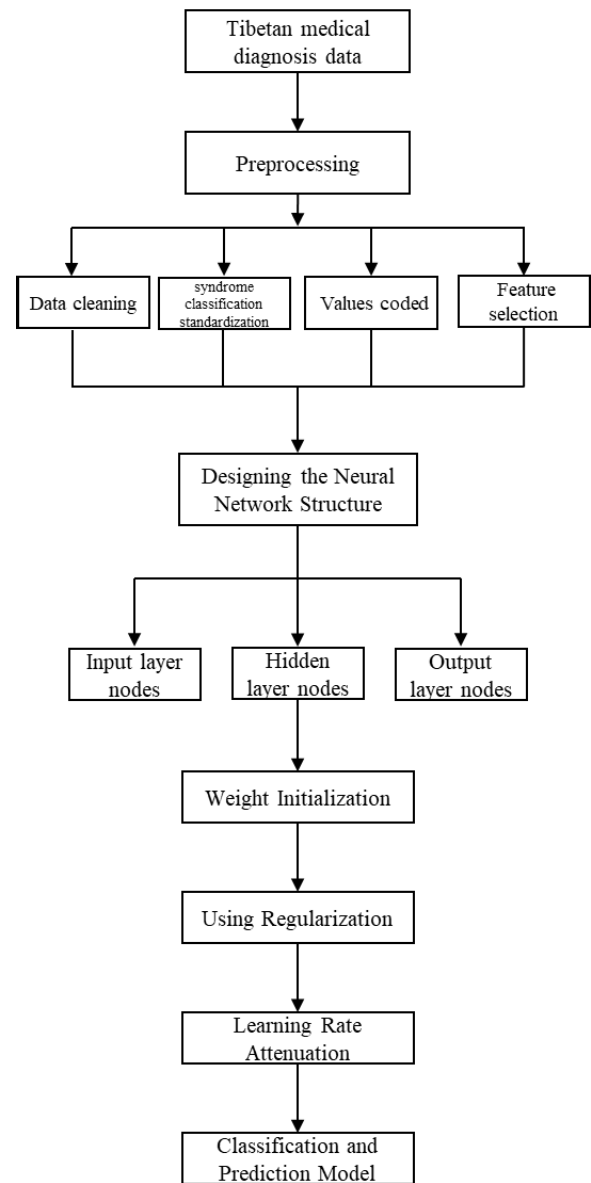 Tibetan medical
diagnosis data
Preprocessing
Data cleaning
syndrome
classification
standardization
Values coded
Feature
selection
Designing the Neural
Network Structure
Input layer
nodes
Hidden
layer nodes
Output
layer nodes
Weight Initialization
Using Regularization
Learning Rate
Attenuation
Classification and
Prediction Model